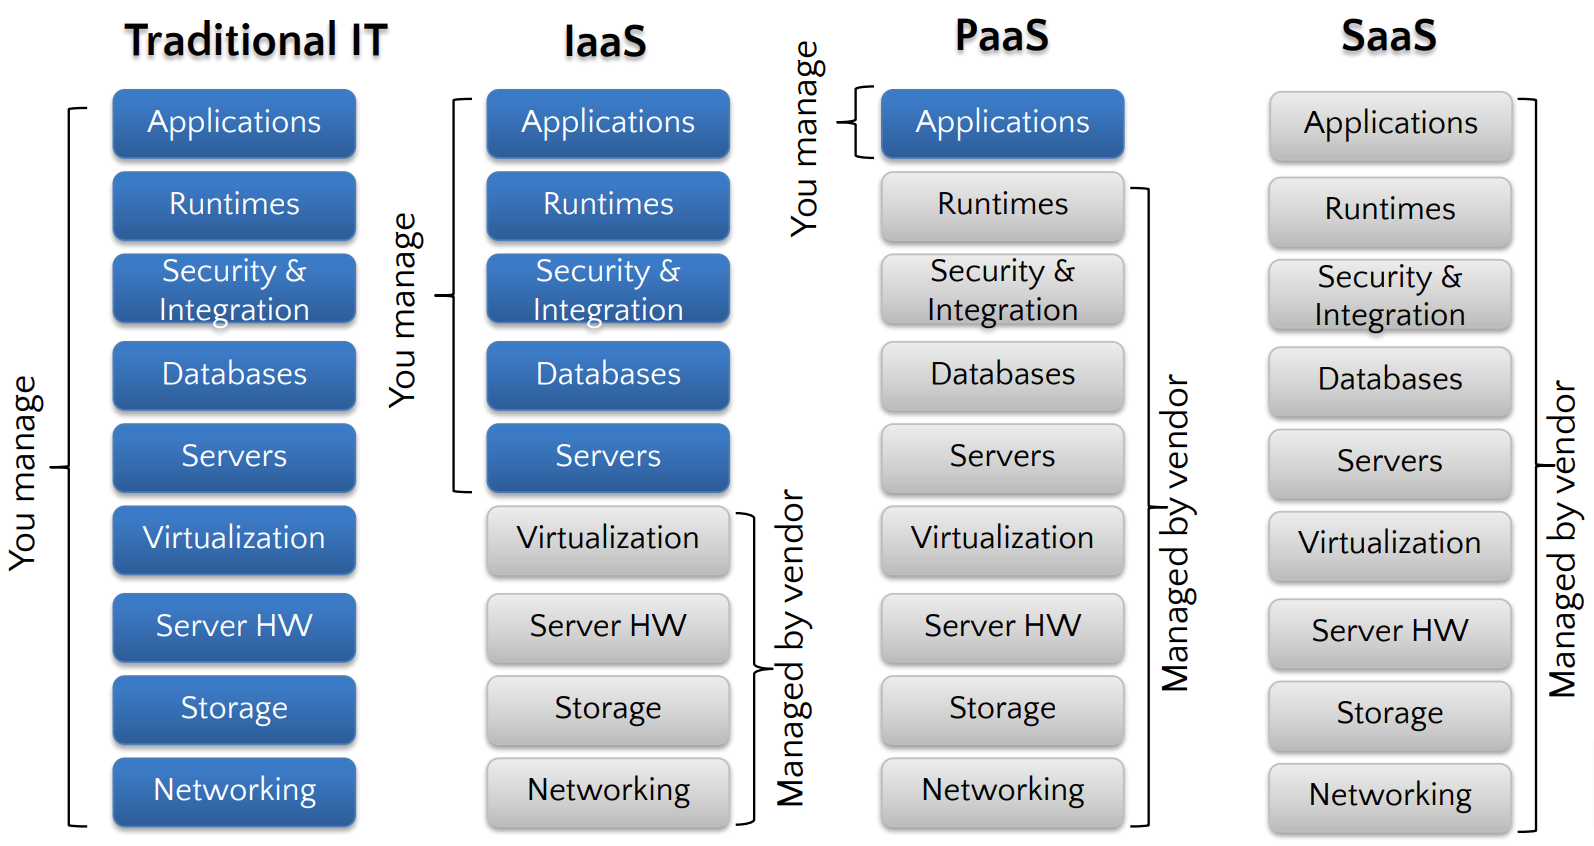 Traditional IT
You manage
Applications
Runtimes
Security &
Integration
Databases
Servers
Virtualization
Server HW
Storage
Networking
IaaS
You manage
Applications
Runtimes
Security &
Integration
Databases
Servers
Virtualization
Server HW
Storage
Networking
Managed by vendor
PaaS
You manage
Applications
Runtimes
Security &
Integration
Databases
Servers
Virtualization
Server HW
Storage
Networking
Managed by vendor
SaaS
Applications
Runtimes
Security &
Integration
Databases
Servers
Virtualization
Server HW
Storage
Networking
Managed by vendor